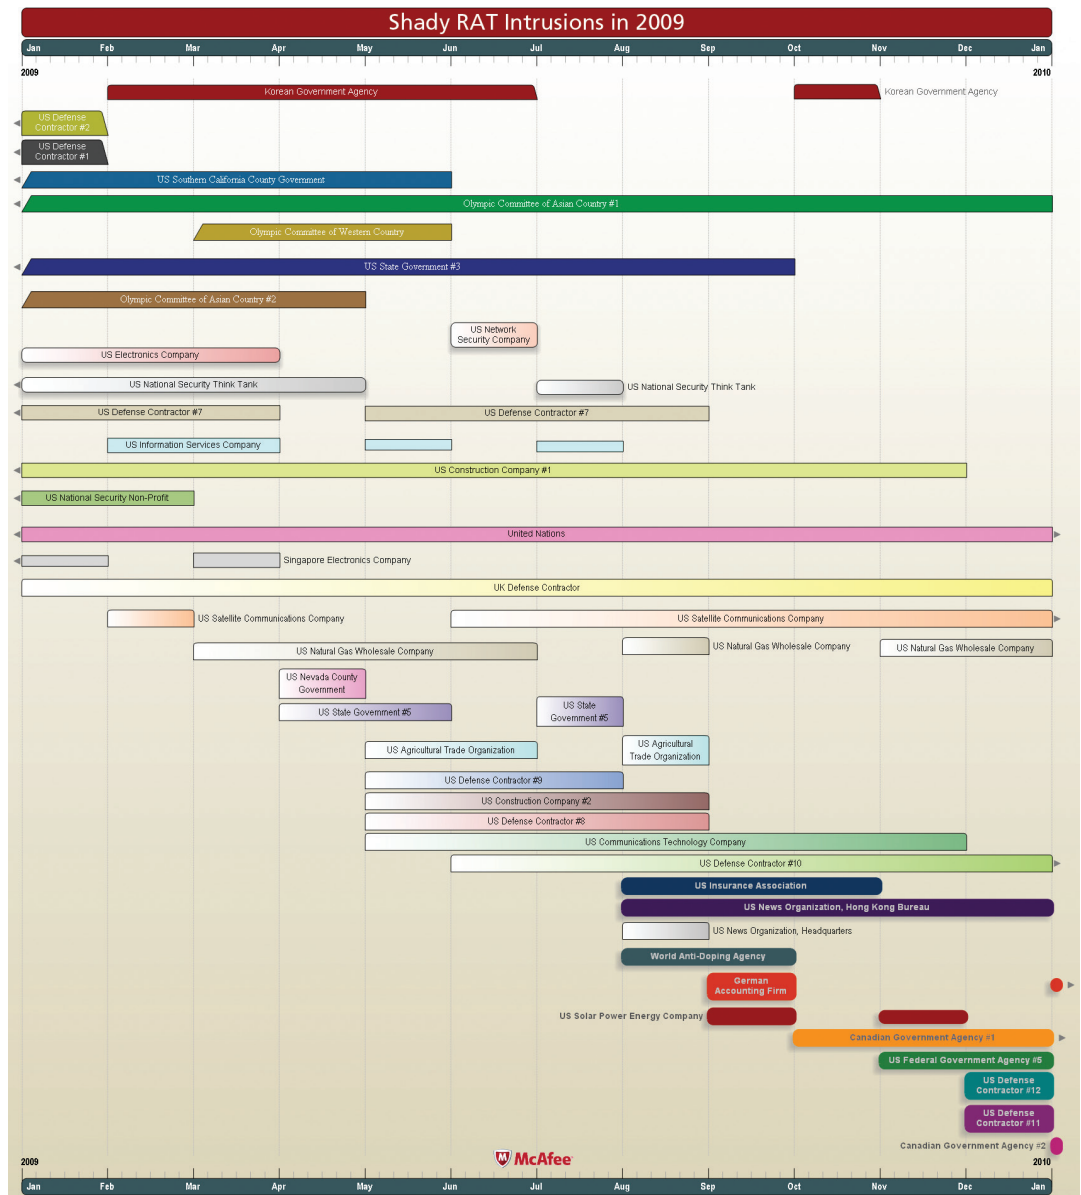 Shady RAT Intrusions in 2009
Jan Feb Mar Apr May Jun Jul Aug Sep Oct Nov Dec Jan
2009 2010
Korean Government Agency Korean Government Agency
US Defense
Contractor #2
US Defense
Contractor #1
US Southern California County Government
Olympic Committee of Asian Country #1
Olympic Committee of Western Country
US State Government #3
Olympic Committee of Asian Country #2
US Network
Security Company
US Electronics Company
US National Security Think Tank US National Security Think Tank
US Defense Contractor #7 US Defense Contractor #7
US Information Services Company
US Construction Company #1
US National Security Non-Profit
United Nations
Singapore Electronics Company
UK Defense Contractor
US Satellite Communications Company US Satellite Communications Company
US Natural Gas Wholesale Company US Natural Gas Wholesale Company US Natural Gas Wholesale Company
US Nevada County
Government
US State Government #5 US State
Government #5
US Agricultural Trade Organization US Agricultural
Trade Organization
US Defense Contractor #9
US Construction Company #2
US Defense Contractor #8
US Communications Technology Company
US Defense Contractor #10
US Insurance Association
US News Organization, Hong Kong Bureau
US News Organization, Headquarters
World Anti-Doping Agency
German
Accounting Firm
US Solar Power Energy Company
Canadian Government Agency #1
US Federal Government Agency #5
US Defense
Contractor #12
US Defense
Contractor #11
Canadian Government Agency #2
McAfee
2009 2010
Jan Feb Mar Apr May Jun Jul Aug Sep Oct Nov Dec Jan